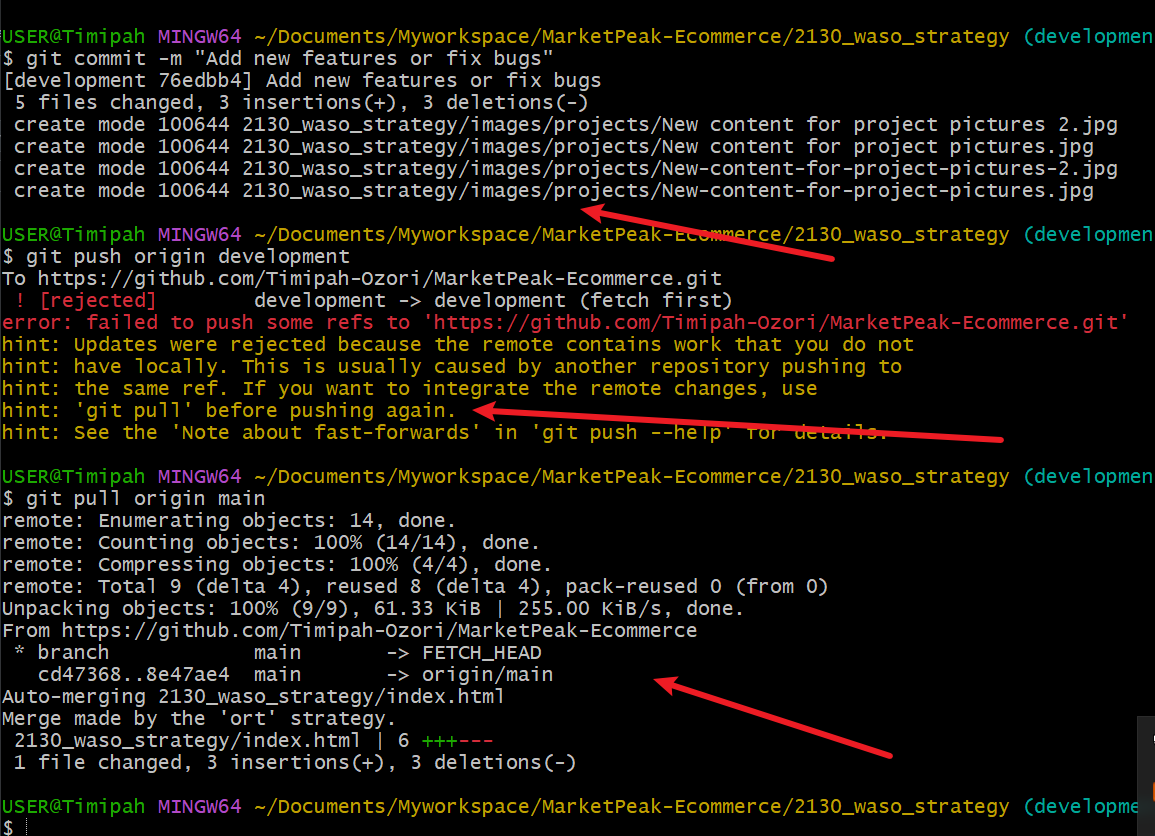 USER@Timipah MINGW64 ~/Documents/Myworkspace/MarketPeak-Ecommerce/2130_waso_strategy (developmen
$ git commit -m "Add new features or fix bugs"
[development 76edbb4] Add new features or fix bugs
 5 files changed, 3 insertions(+), 3 deletions(-)
 create mode 100644 2130_waso_strategy/images/projects/New content for project pictures 2.jpg
 create mode 100644 2130_waso_strategy/images/projects/New content for project pictures.jpg
 create mode 100644 2130_waso_strategy/images/projects/New-content-for-project-pictures-2.jpg
 create mode 100644 2130_waso_strategy/images/projects/New-content-for-project-pictures.jpg
USER@Timipah MINGW64 ~/Documents/Myworkspace/MarketPeak-Ecommerce/2130_waso_strategy (developmen
$ git push origin development
To https://github.com/Timipah-Ozori/MarketPeak-Ecommerce.git
 ! [rejected]        development -> development (fetch first)
error: failed to push some refs to 'https://github.com/Timipah-Ozori/MarketPeak-Ecommerce.git'
hint: Updates were rejected because the remote contains work that you do not
hint: have locally. This is usually caused by another repository pushing to
hint: the same ref. If you want to integrate the remote changes, use
hint: 'git pull' before pushing again.
hint: See the 'Note about fast-forwards' in 'git push --help' for details.
USER@Timipah MINGW64 ~/Documents/Myworkspace/MarketPeak-Ecommerce/2130_waso_strategy (developmen
$ git pull origin main
remote: Enumerating objects: 14, done.
remote: Counting objects: 100% (14/14), done.
remote: Compressing objects: 100% (4/4), done.
remote: Total 9 (delta 4), reused 8 (delta 4), pack-reused 0 (from 0)
Unpacking objects: 100% (9/9), 61.33 KiB | 255.00 KiB/s, done.
From https://github.com/Timipah-Ozori/MarketPeak-Ecommerce
 * branch            main       -> FETCH_HEAD
   cd47368..8e47ae4  main       -> origin/main
Auto-merging 2130_waso_strategy/index.html
Merge made by the 'ort' strategy.
 2130_waso_strategy/index.html | 6 +++---
 1 file changed, 3 insertions(+), 3 deletions(-)
USER@Timipah MINGW64 ~/Documents/Myworkspace/MarketPeak-Ecommerce/2130_waso_strategy (developme
$